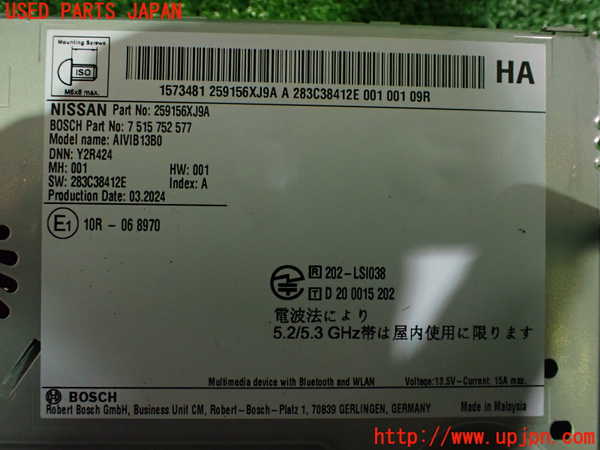 USED PARTS JAPAN
Mounting Screws
ISO
M5x8 max.
1573481 259156XJ9A A 283C38412E 001 001 09R
HA
NISSAN Part No: 259156XJ9A
BOSCH Part No: 7 515 752 577
Model name: AIVIB13B0
DNN: Y2R424
MH: 001 HW: 001
SW: 283C38412E Index: A
Production Date: 03.2024
E1 10R - 06 8970
R 202-LSI038
T D 20 0015 202
電波法により
5.2/5.3 GHz帯は屋内使用に限ります
Multimedia device with Bluetooth and WLAN Voltage: 13.5V - Current: 15A max.
BOSCH
Robert Bosch GmbH, Business Unit CM, Robert-Bosch-Platz 1, 70839 GERLINGEN, GERMANY Made in Malaysia
http://www.upjpn.com/